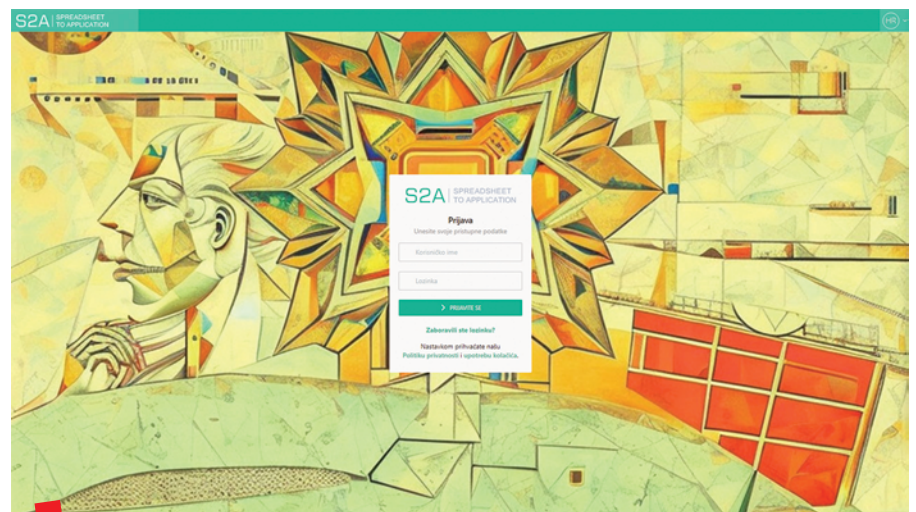 S2A | SPREADSHEET
TO APPLICATION
HR
S2A | SPREADSHEET
TO APPLICATION
Prijava
Unesite svoje pristupne podatke
Korisničko ime
Lozinka
PRIJAVITE SE
Zaboravili ste lozinku?
Nastavkom prihvaćate našu
Politiku privatnosti i upotrebu kolačića.